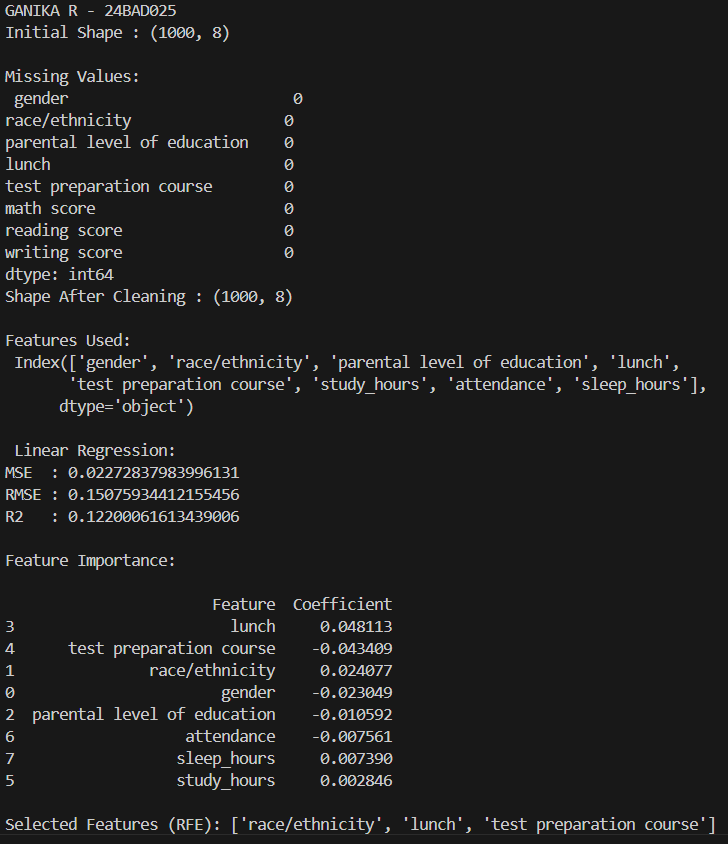 GANIKA R - 24BAD025
Initial Shape : (1000, 8)
Missing Values:
gender 0
race/ethnicity 0
parental level of education 0
lunch 0
test preparation course 0
math score 0
reading score 0
writing score 0
dtype: int64
Shape After Cleaning : (1000, 8)
Features Used:
Index(['gender', 'race/ethnicity', 'parental level of education', 'lunch',
'test preparation course', 'study_hours', 'attendance', 'sleep_hours'],
dtype='object')
Linear Regression:
MSE : 0.02272837983996131
RMSE : 0.15075934412155456
R2 : 0.12200061613439006
Feature Importance:
Feature Coefficient
3 lunch 0.048113
4 test preparation course -0.043409
1 race/ethnicity 0.024077
0 gender -0.023049
2 parental level of education -0.010592
6 attendance -0.007561
7 sleep_hours 0.007390
5 study_hours 0.002846
Selected Features (RFE): ['race/ethnicity', 'lunch', 'test preparation course']